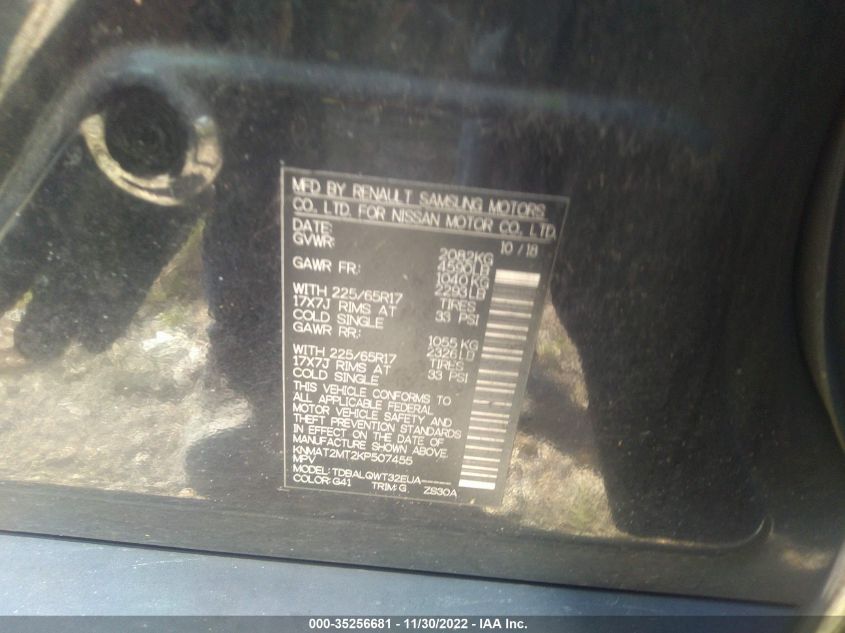 MFD BY RENAULT SAMSUNG MOTORS
CO. LTD. FOR NISSAN MOTOR CO. LTD.
DATE: 10 / 18
GVWR: 2082KG
4590LB
GAWR FR: 1040KG
2293LB
WITH 225/65R17 TIRES
17X7J RIMS AT 33 PSI
COLD SINGLE
GAWR RR: 1055 KG
2326LB
WITH 225/65R17 TIRES
17X7J RIMS AT 33 PSI
COLD SINGLE
THIS VEHICLE CONFORMS TO
ALL APPLICABLE FEDERAL
MOTOR VEHICLE SAFETY AND
THEFT PREVENTION STANDARDS
IN EFFECT ON THE DATE OF
MANUFACTURE SHOWN ABOVE.
KNMAT2MT2KP507455
MPV
MODEL: TDBALQWT32EUA-----
COLOR: G41 TRIM: G ZS30A
000-35256681 - 11/30/2022 - IAA Inc.